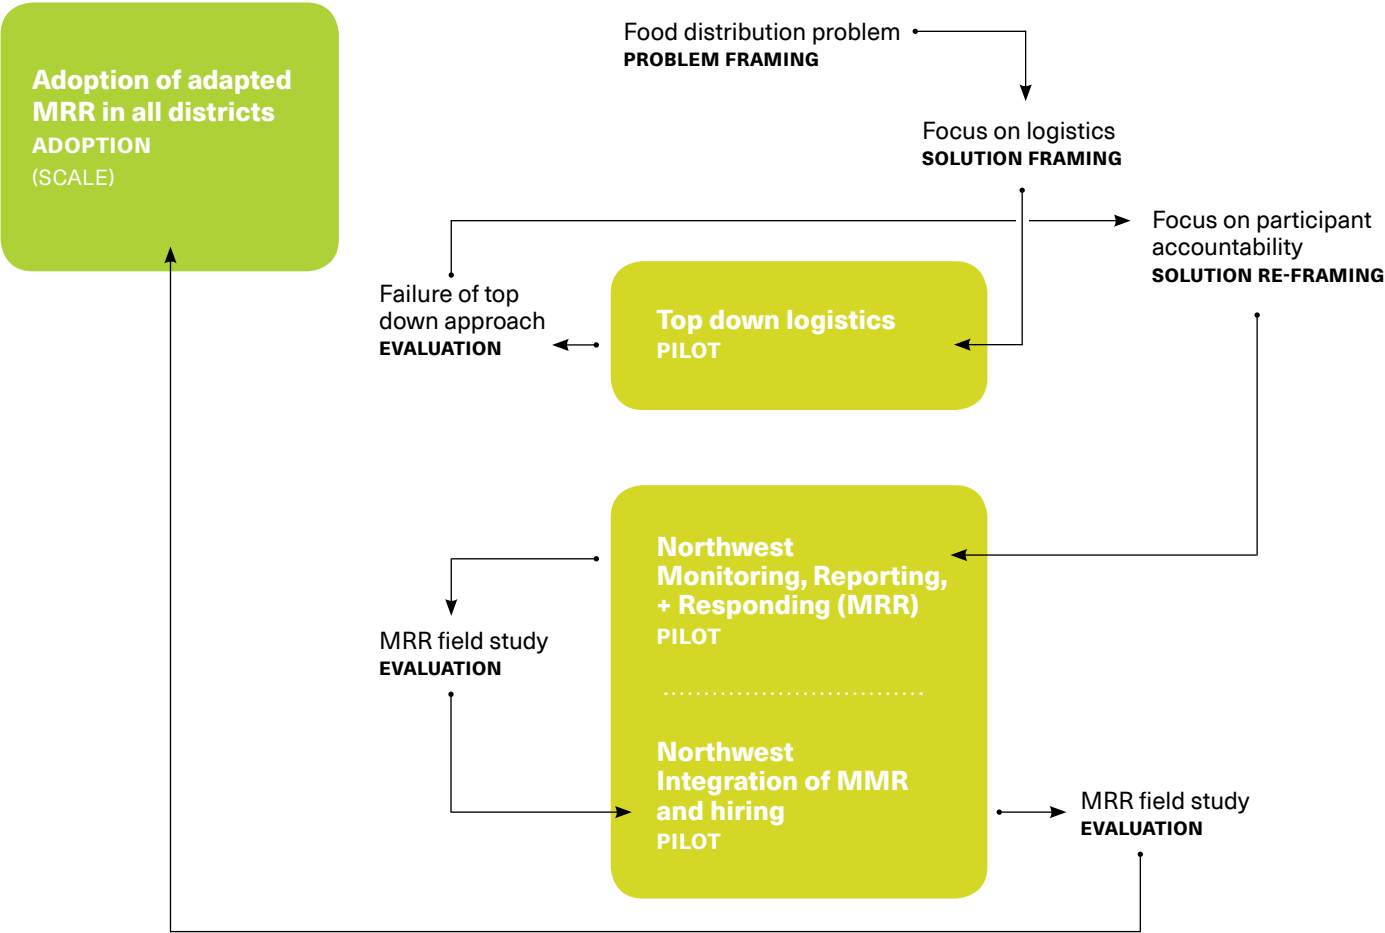 Adoption of adapted
MRR in all districts
ADOPTION
(SCALE)
Food distribution problem
PROBLEM FRAMING
Focus on logistics
SOLUTION FRAMING
Focus on participant
accountability
SOLUTION RE-FRAMING
Failure of top
down approach
EVALUATION
Top down logistics
PILOT
Northwest
Monitoring, Reporting,
+ Responding (MRR)
PILOT
MRR field study
EVALUATION
Northwest
Integration of MMR
and hiring
PILOT
MRR field study
EVALUATION